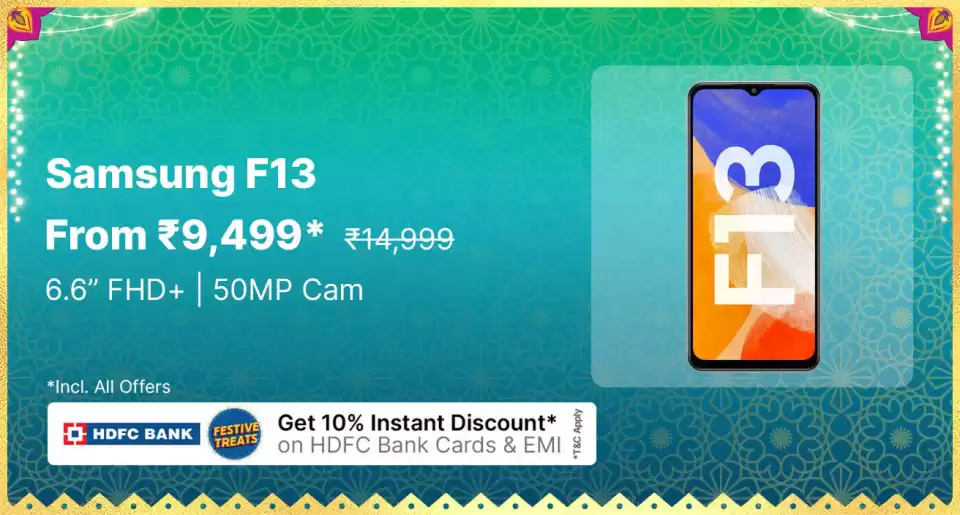 Samsung F13
From ₹9,499* ₹14,999
6.6” FHD+ | 50MP Cam
*Incl. All Offers
HDFC BANK
FESTIVE
TREATS
Get 10% Instant Discount*
on HDFC Bank Cards & EMI
*T&C Apply
F13